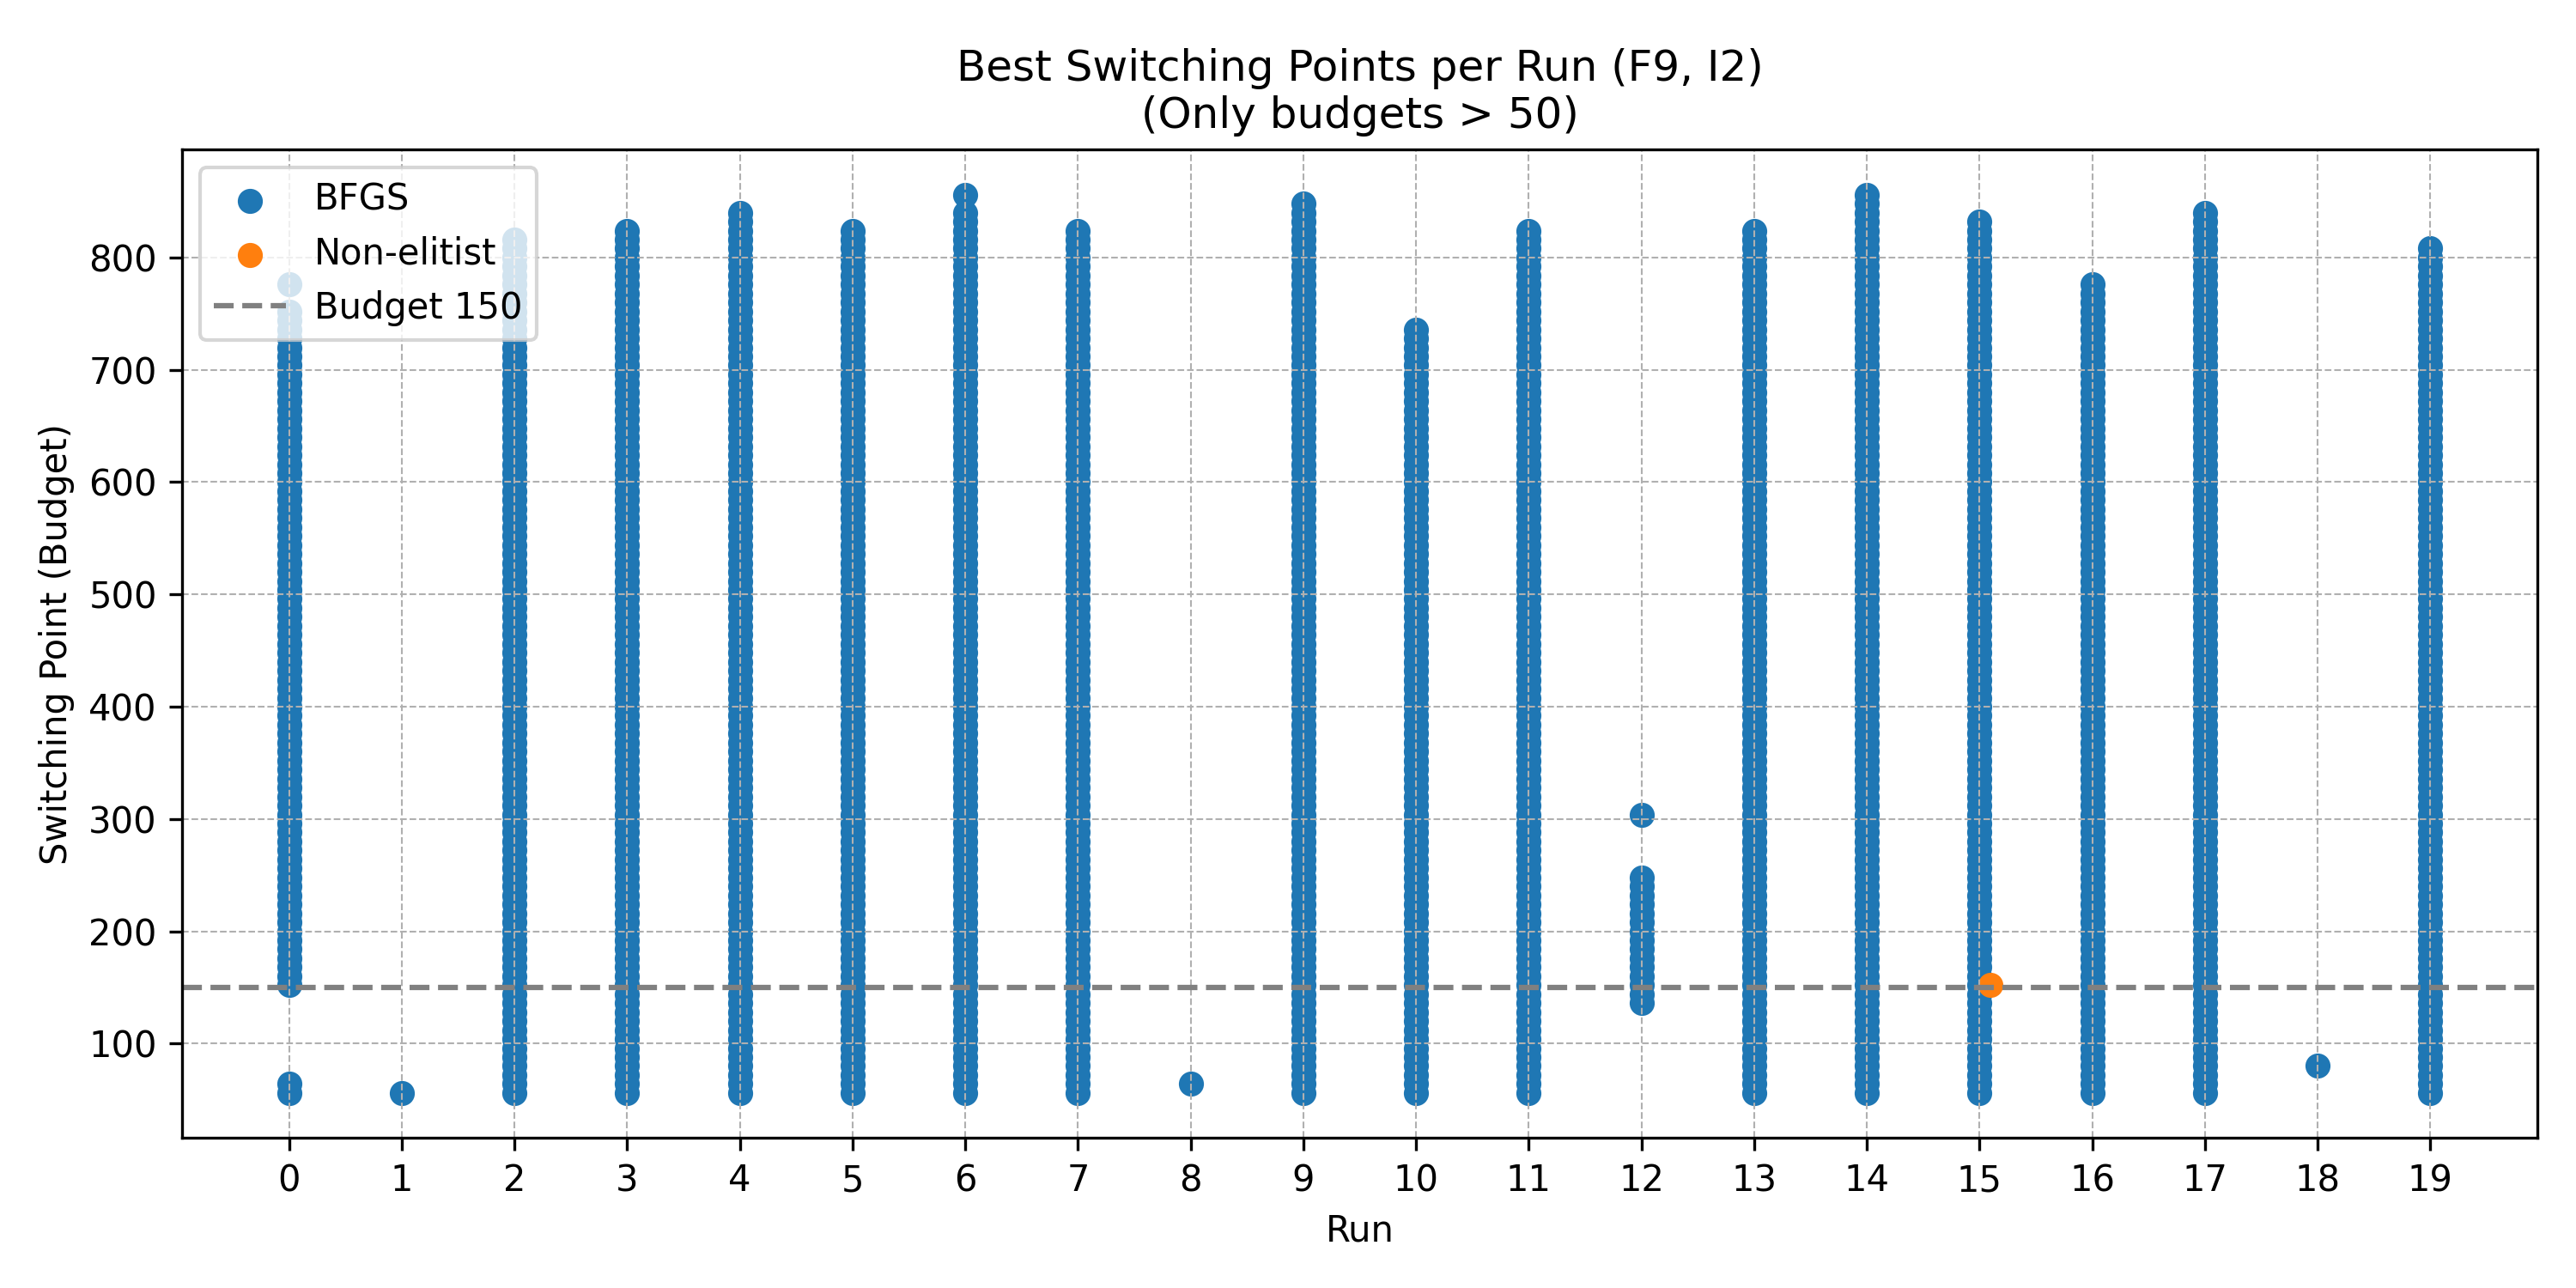 Best Switching Points per Run (F9, I2)
(Only budgets > 50)
BFGS
Non-elitist
Budget 150
Switching Point (Budget)
800
700
600
500
400
300
200
100
0 1 2 3 4 5 6 7 8 9 10 11 12 13 14 15 16 17 18 19
Run